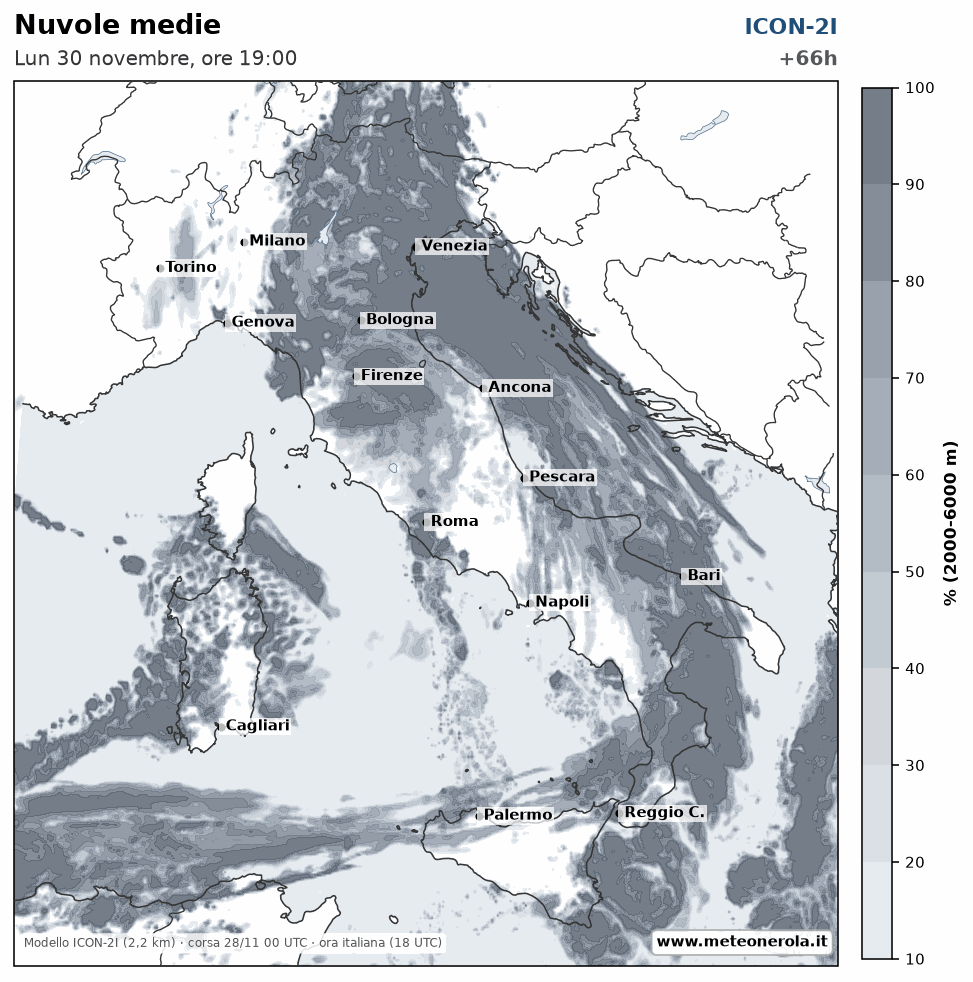 Nuvole medie
ICON-2I
Lun 30 novembre, ore 19:00
+66h
100
90
80
70
60
50
40
30
20
10
% (2000-6000 m)
Milano
Venezia
Torino
Genova
Bologna
Firenze
Ancona
Pescara
Roma
Bari
Napoli
Cagliari
Palermo
Reggio C.
Modello ICON-2I (2,2 km) · corsa 28/11 00 UTC · ora italiana (18 UTC)
www.meteonerola.it